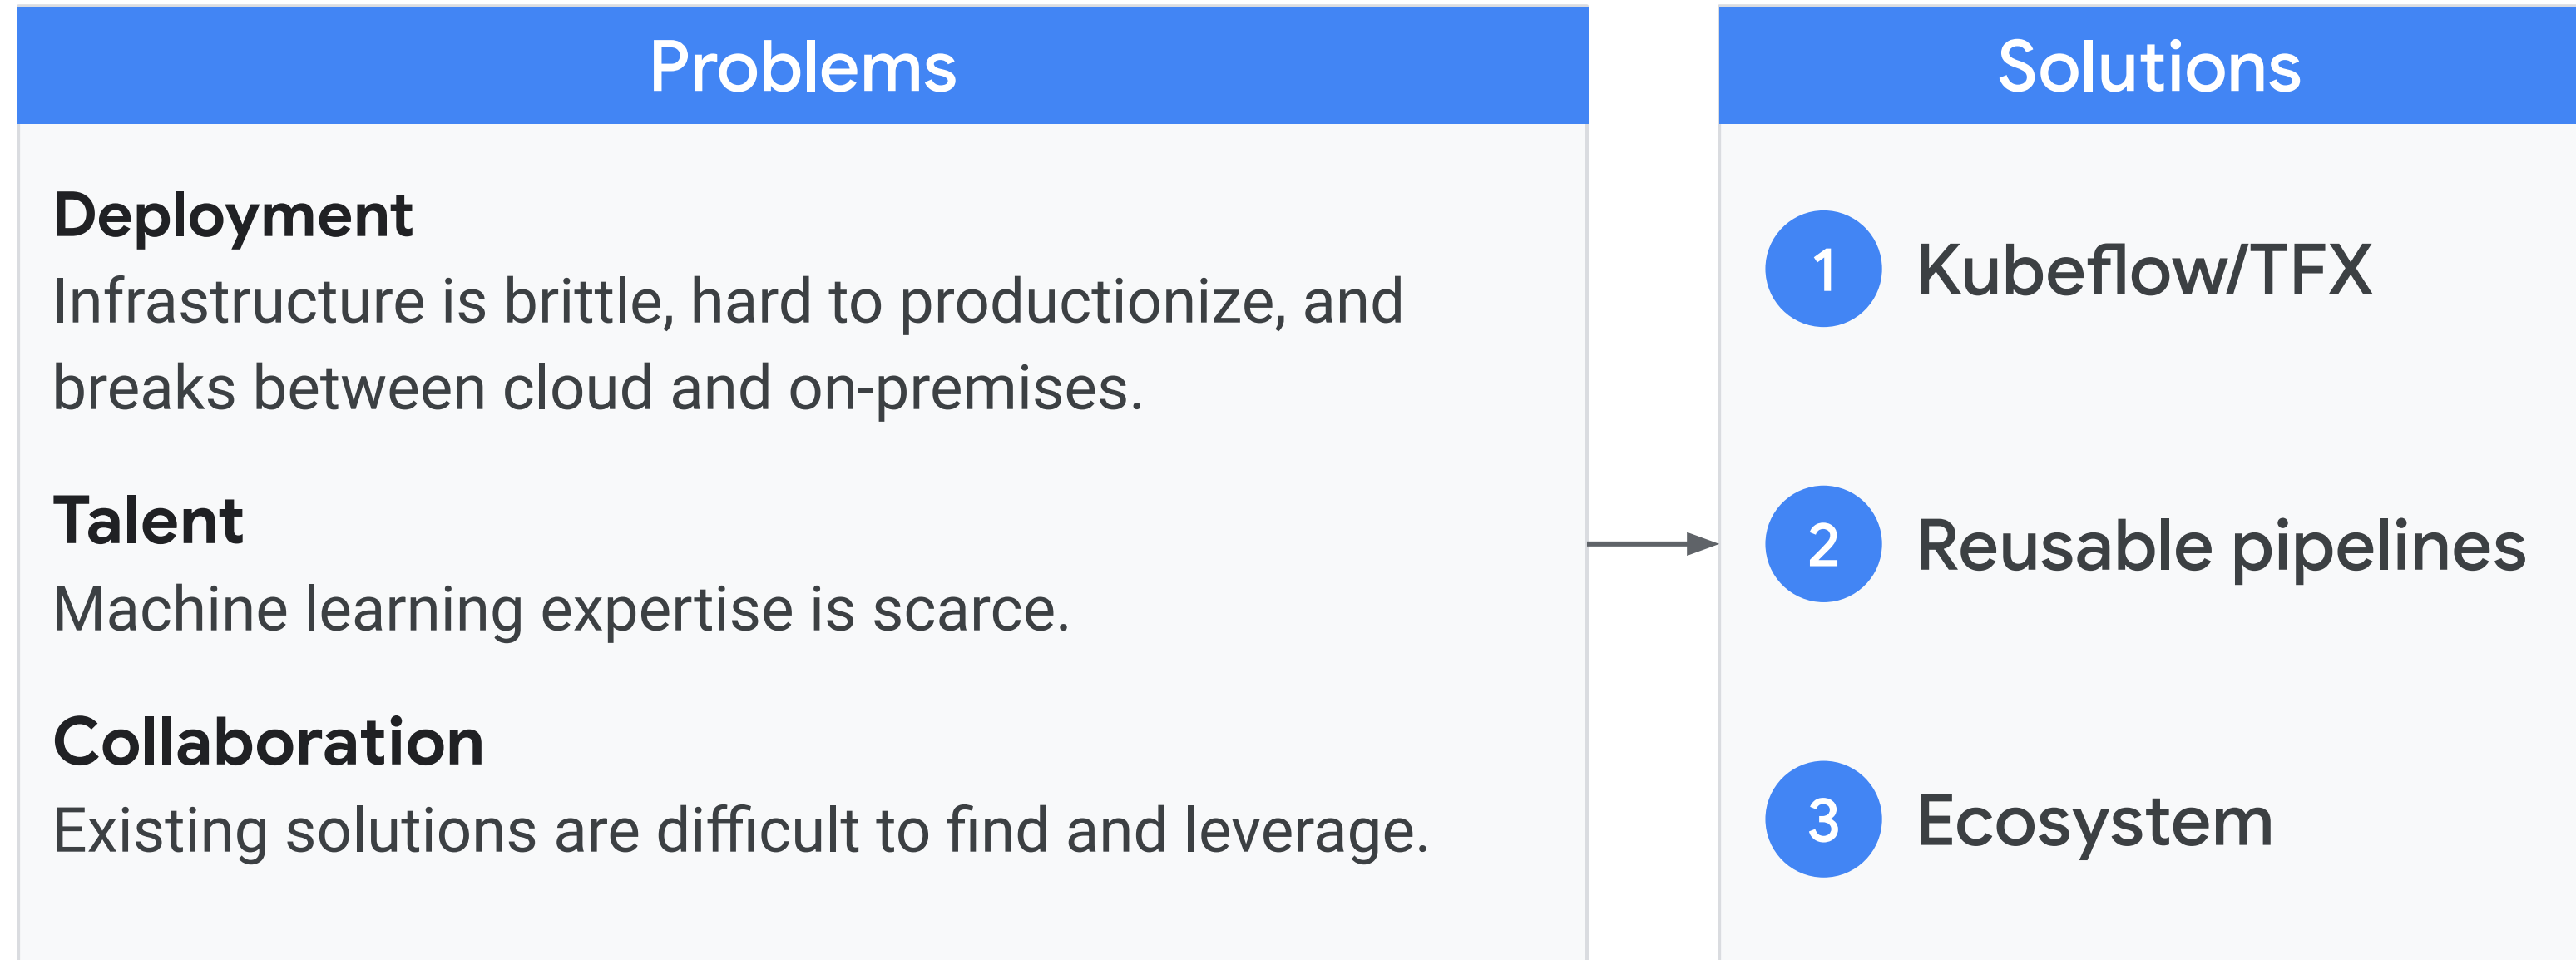 Problems
Deployment
Infrastructure is brittle, hard to productionize, and
breaks between cloud and on-premises.
Talent
Machine learning expertise is scarce.
Collaboration
Existing solutions are difficult to find and leverage.
Solutions
1 Kubeflow/TFX
2 Reusable pipelines
3 Ecosystem